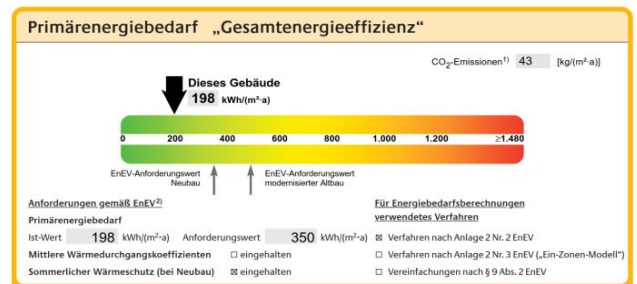 Primärenergiebedarf „Gesamtenergieeffizienz“
CO2-Emissionen1) 43 [kg/(m²·a)]
Dieses Gebäude
198 kWh/(m²·a)
0 200 400 600 800 1.000 1.200 ≥1.480
EnEV-Anforderungswert Neubau
EnEV-Anforderungswert modernisierter Altbau
Anforderungen gemäß EnEV2)
Primärenergiebedarf
Ist-Wert 198 kWh/(m²·a) Anforderungswert 350 kWh/(m²·a)
Mittlere Wärmedurchgangskoeffizienten ☐ eingehalten
Sommerlicher Wärmeschutz (bei Neubau) ☒ eingehalten
Für Energiebedarfsberechnungen
verwendetes Verfahren
☒ Verfahren nach Anlage 2 Nr. 2 EnEV
☐ Verfahren nach Anlage 2 Nr. 3 EnEV („Ein-Zonen-Modell“)
☐ Vereinfachungen nach § 9 Abs. 2 EnEV